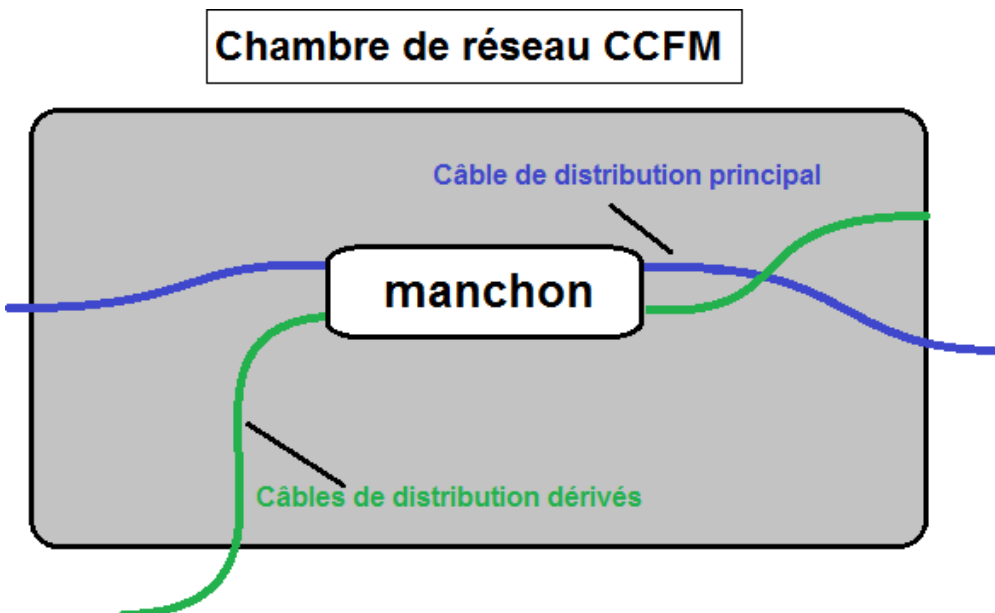 Chambre de réseau CCFM
Câble de distribution principal
manchon
Câbles de distribution dérivés